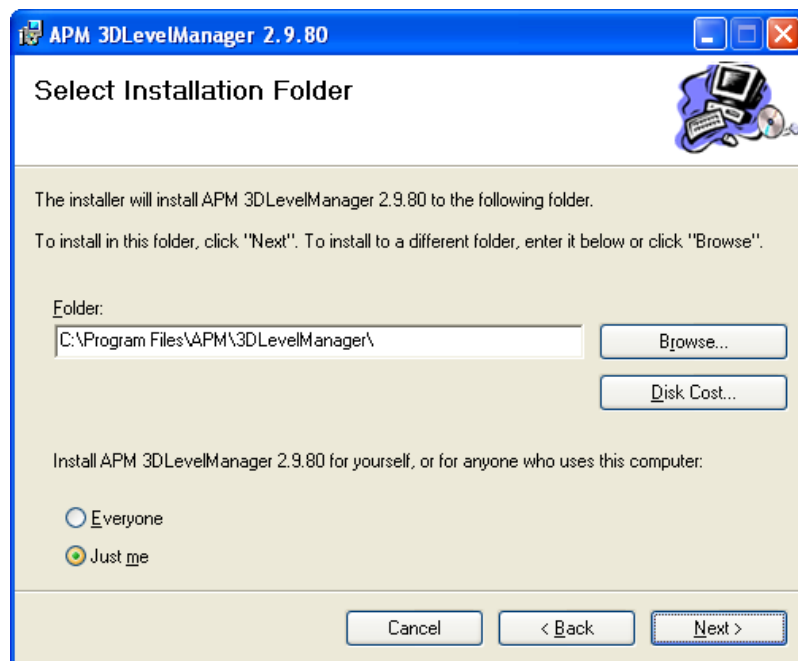 APM 3DLevelManager 2.9.80
Select Installation Folder
The installer will install APM 3DLevelManager 2.9.80 to the following folder.
To install in this folder, click "Next". To install to a different folder, enter it below or click "Browse".
Folder:
C:\Program Files\APM\3DLevelManager\
Browse...
Disk Cost...
Install APM 3DLevelManager 2.9.80 for yourself, or for anyone who uses this computer:
Everyone
Just me
Cancel
< Back
Next >